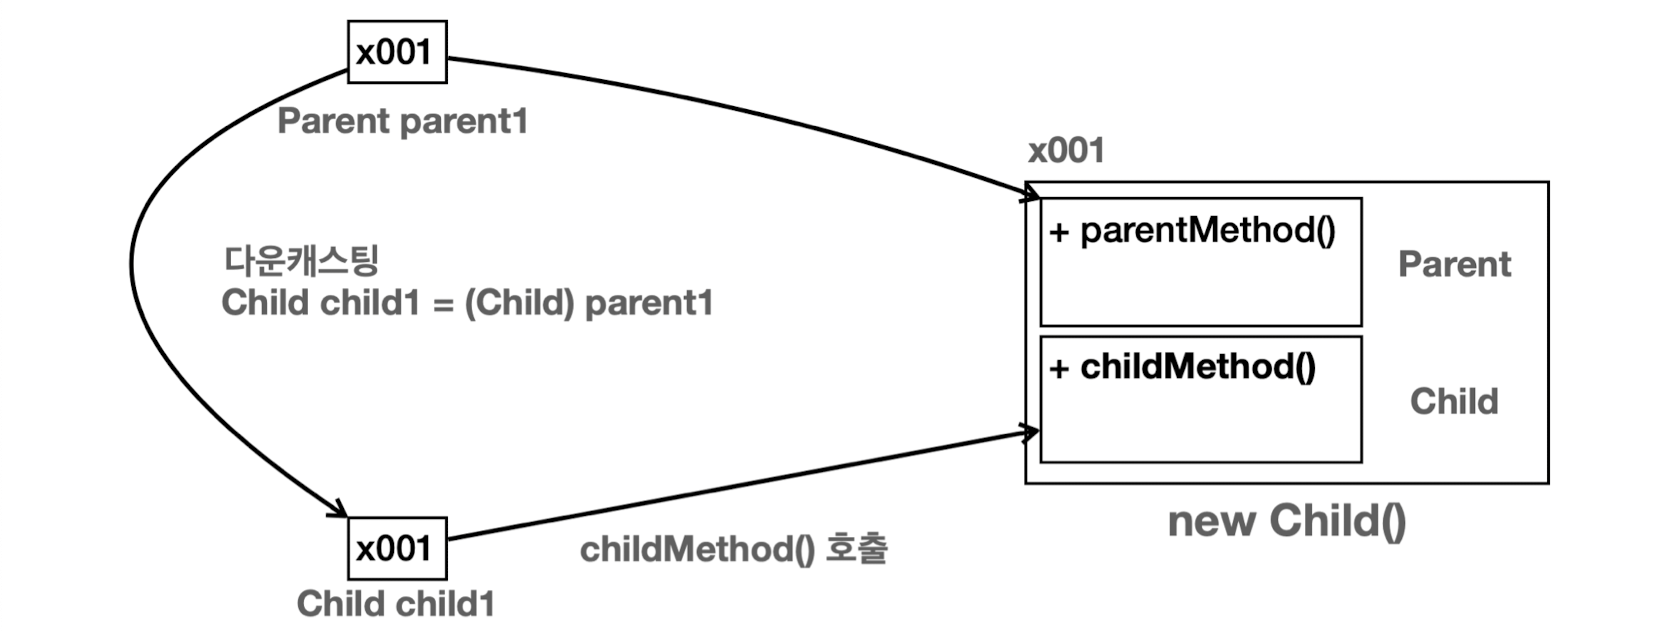 x001
Parent parent1
x001
+ parentMethod()
Parent
다운캐스팅
Child child1 = (Child) parent1
+ childMethod()
Child
new Child()
x001
childMethod() 호출
Child child1